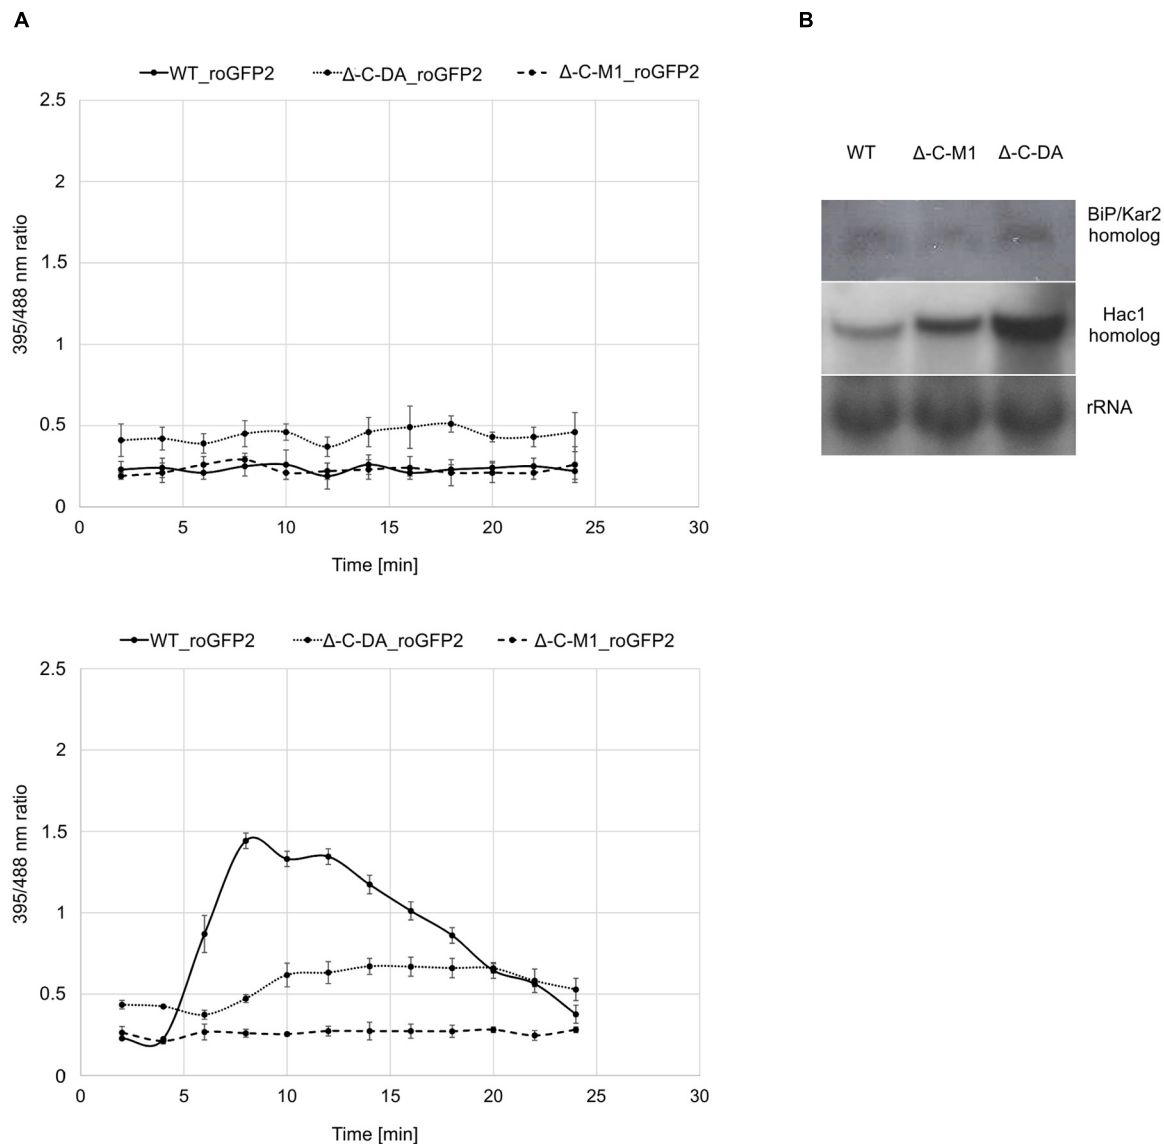 A
B
WT_roGFP2 Δ-C-DA_roGFP2 Δ-C-M1_roGFP2
2.5
2
1.5
1
0.5
0
395/488 nm ratio
0 5 10 15 20 25 30
Time [min]
WT Δ-C-M1 Δ-C-DA
BiP/Kar2
homolog
Hac1
homolog
rRNA
WT_roGFP2 Δ-C-DA_roGFP2 Δ-C-M1_roGFP2
2.5
2
1.5
1
0.5
0
395/488 nm ratio
0 5 10 15 20 25 30
Time [min]